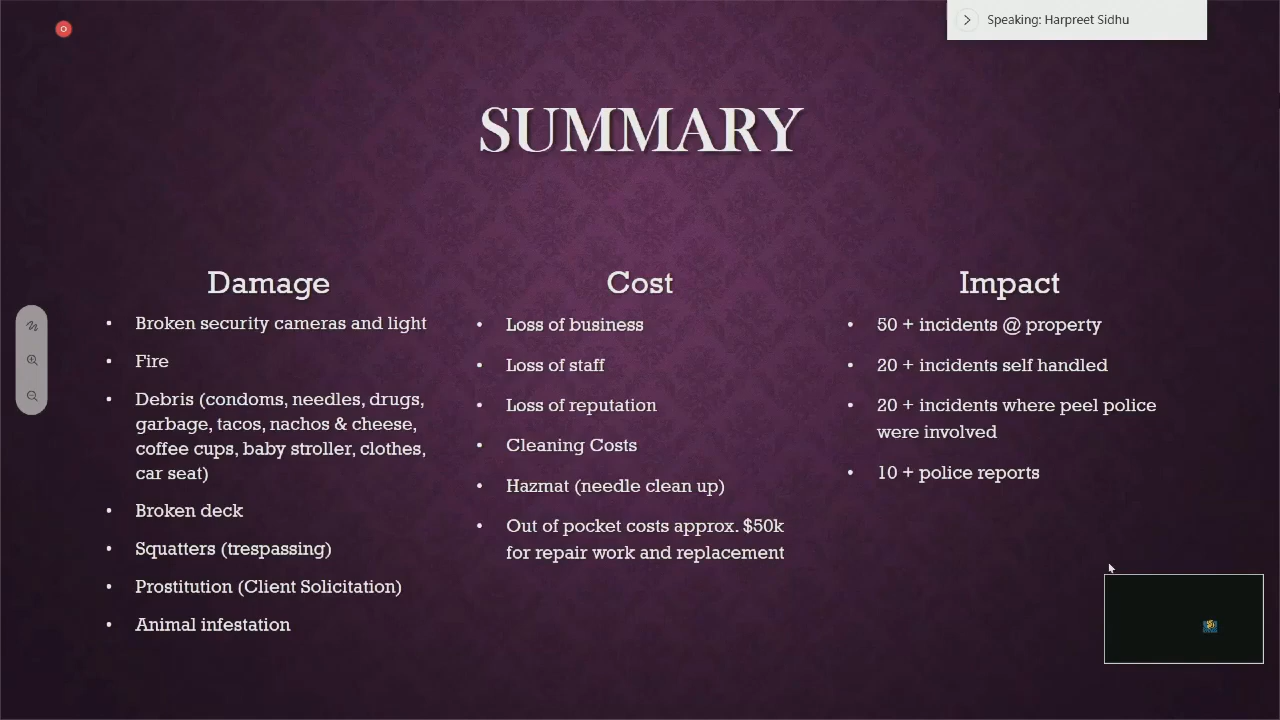 Speaking: Harpreet Sidhu
SUMMARY
Damage
• Broken security cameras and light
• Fire
• Debris (condoms, needles, drugs,
garbage, tacos, nachos & cheese,
coffee cups, baby stroller, clothes,
car seat)
• Broken deck
• Squatters (trespassing)
• Prostitution (Client Solicitation)
• Animal infestation
Cost
• Loss of business
• Loss of staff
• Loss of reputation
• Cleaning Costs
• Hazmat (needle clean up)
• Out of pocket costs approx. $50k
for repair work and replacement
Impact
• 50 + incidents @ property
• 20 + incidents self handled
• 20 + incidents where peel police
were involved
• 10 + police reports